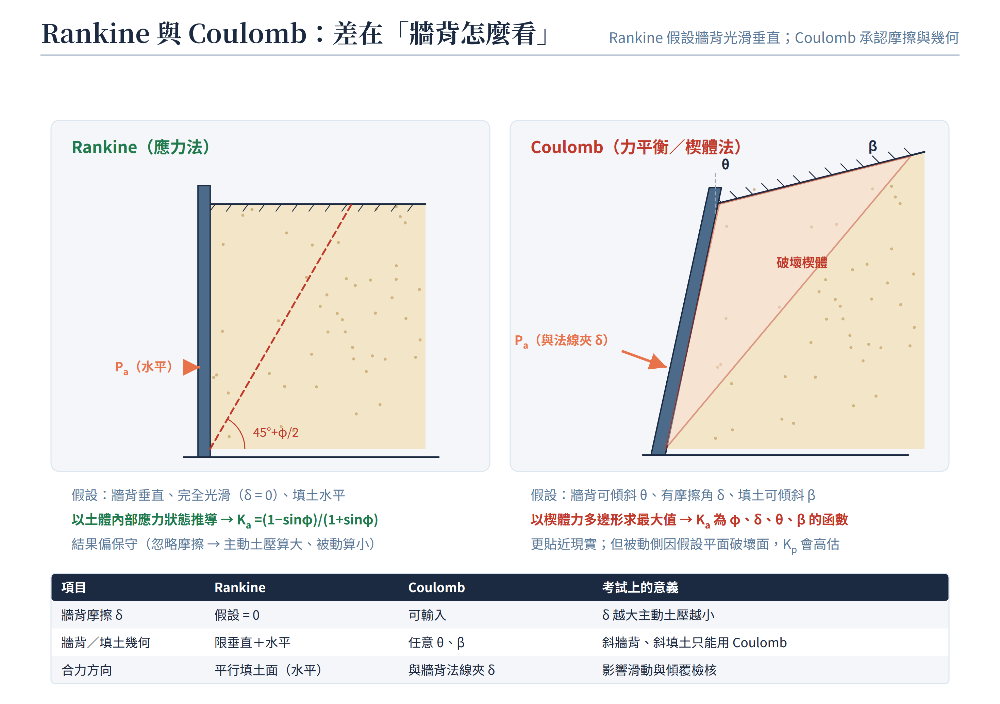 Rankine 與 Coulomb：差在「牆背怎麼看」
Rankine 假設牆背光滑垂直；Coulomb 承認摩擦與幾何
Rankine（應力法）
Pa（水平）
45°+φ/2
Coulomb（力平衡／楔體法）
θ
β
破壞楔體
Pa（與法線夾 δ）
假設：牆背垂直、完全光滑（δ = 0）、填土水平
以土體內部應力狀態推導 → Ka =(1−sinφ)/(1+sinφ)
結果偏保守（忽略摩擦 → 主動土壓算大、被動算小）
假設：牆背可傾斜 θ、有摩擦角 δ、填土可傾斜 β
以楔體力多邊形求最大值 → Ka 為 φ、δ、θ、β 的函數
更貼近現實；但被動側因假設平面破壞面，Kp 會高估
項目 Rankine Coulomb 考試上的意義
牆背摩擦 δ 假設 = 0 可輸入 δ 越大主動土壓越小
牆背／填土幾何 限垂直＋水平 任意 θ、β 斜牆背、斜填土只能用 Coulomb
合力方向 平行填土面（水平） 與牆背法線夾 δ 影響滑動與傾覆檢核